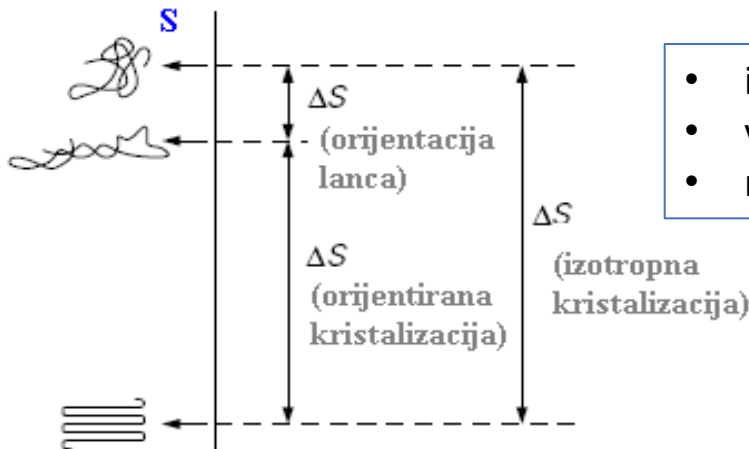 S
ΔS
(orijentacija
lanca)
ΔS
(izotropna
kristalizacija)
ΔS
(orijentirana
kristalizacija)